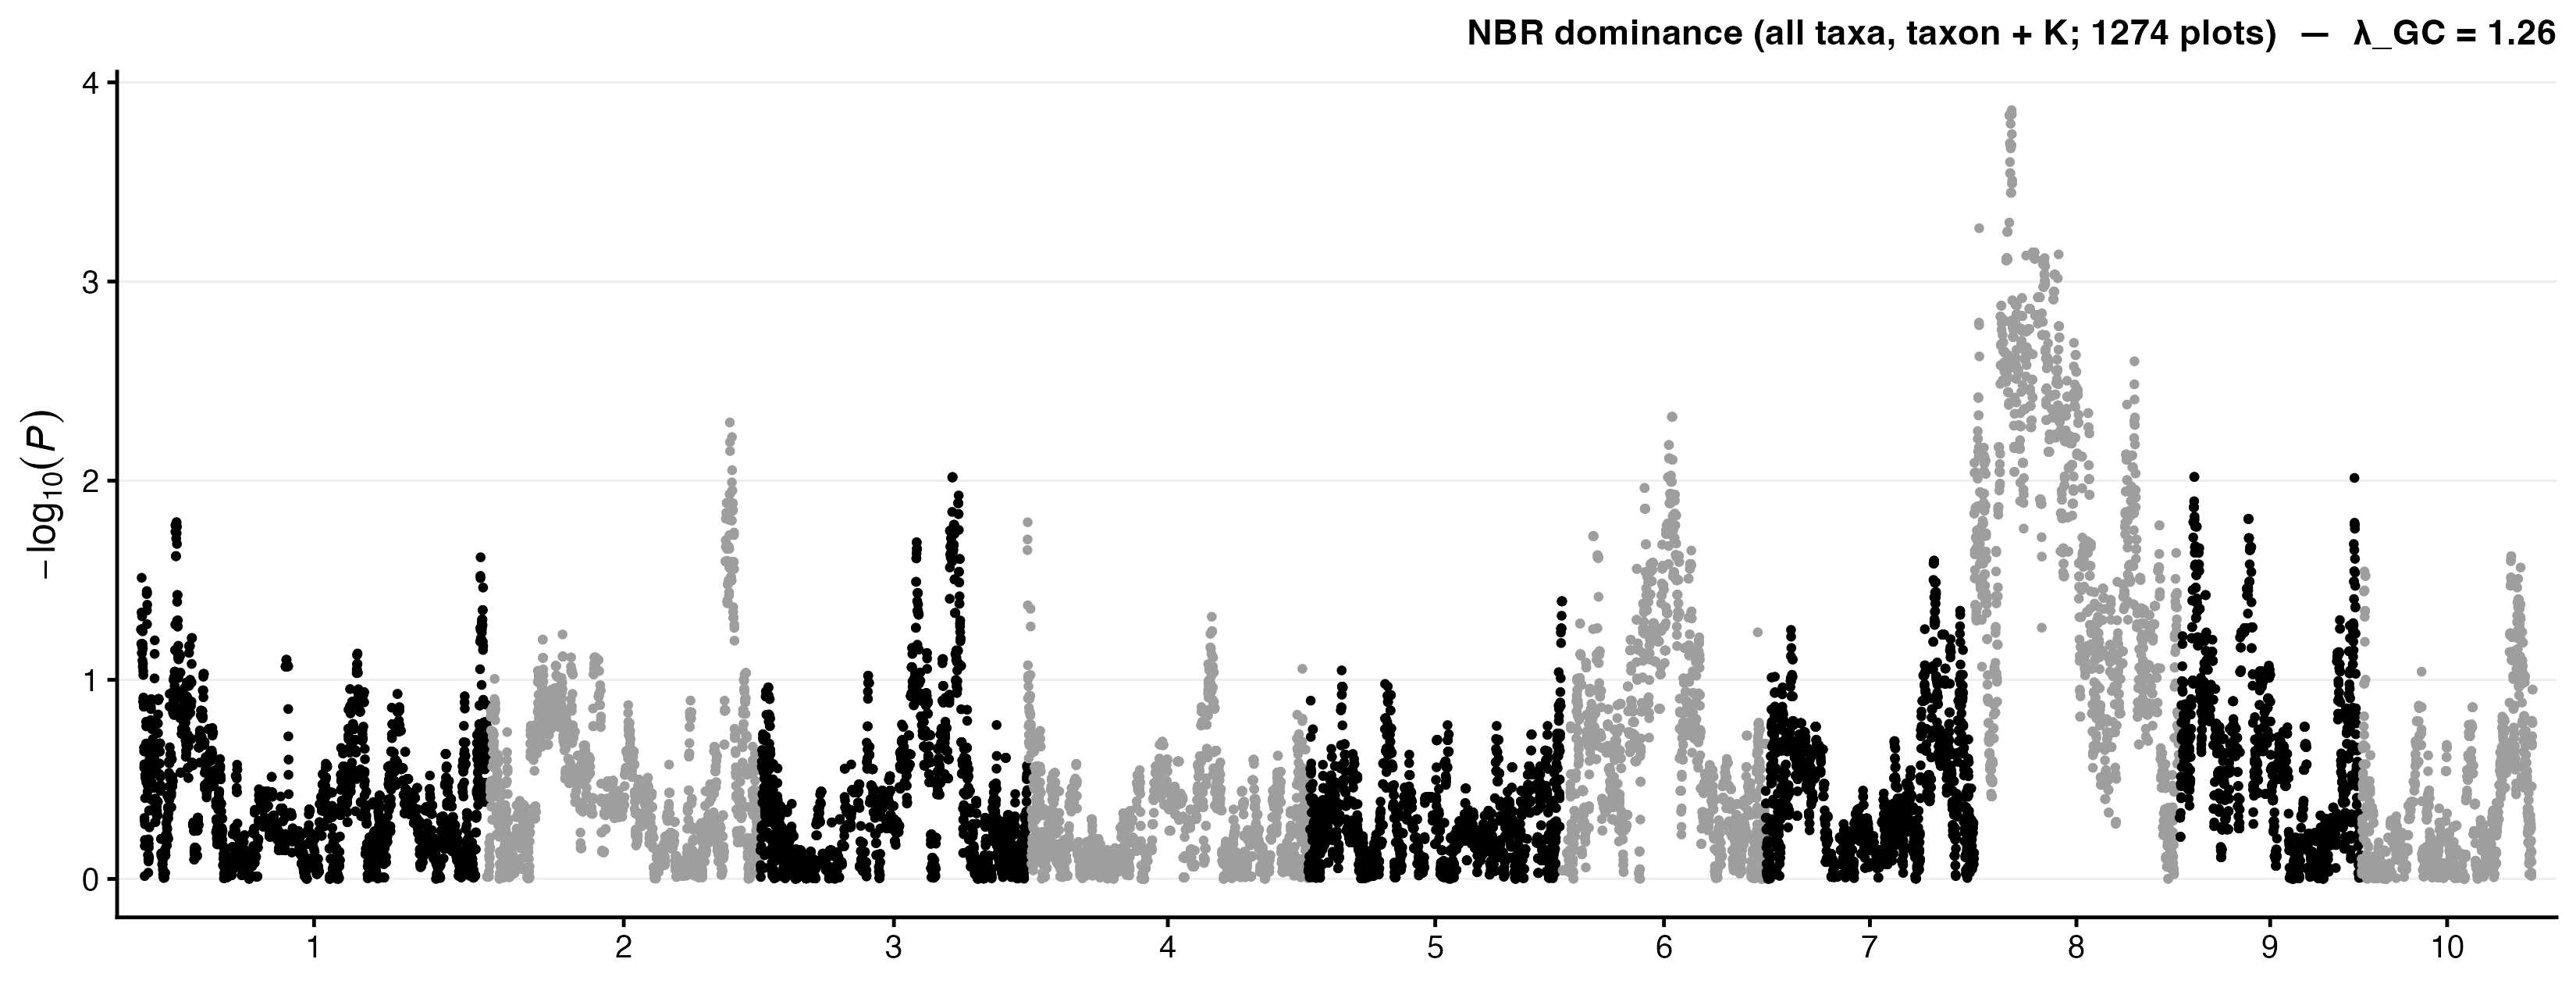 NBR dominance (all taxa, taxon + K; 1274 plots) — λ_GC = 1.26
−log₁₀(P)
4
3
2
1
0
1 2 3 4 5 6 7 8 9 10